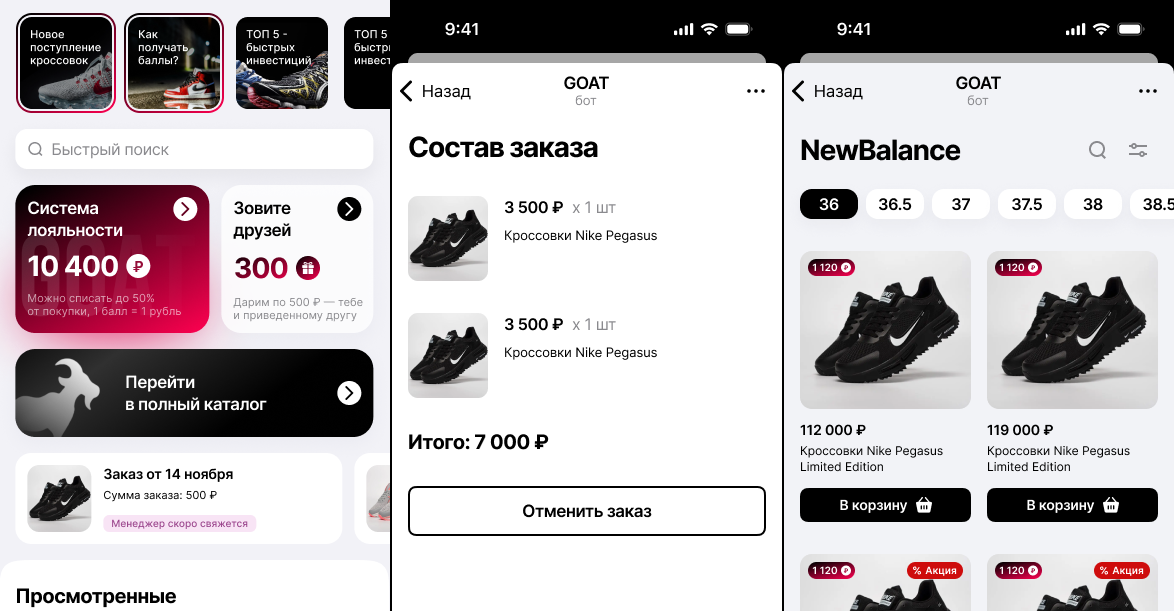 Новое
поступление
кроссовок
Как
получать
баллы?
ТОП 5 -
быстрых
инвестиций
ТОП 5
быстр
инвест
Быстрый поиск
Система
лояльности
GOAT
10 400 ₽
Можно списать до 50%
от покупки, 1 балл = 1 рубль
Зовите
друзей
300
Дарим по 500 ₽ — тебе
и приведенному другу
Перейти
в полный каталог
Заказ от 14 ноября
Сумма заказа: 500 ₽
Менеджер скоро свяжется
Просмотренные
9:41
Назад
GOAT
бот
Состав заказа
3 500 ₽ x 1 шт
Кроссовки Nike Pegasus
3 500 ₽ x 1 шт
Кроссовки Nike Pegasus
Итого: 7 000 ₽
Отменить заказ
9:41
Назад
GOAT
бот
NewBalance
36 36.5 37 37.5 38 38.5
1 120 ₽
1 120 ₽
112 000 ₽
Кроссовки Nike Pegasus
Limited Edition
В корзину
119 000 ₽
Кроссовки Nike Pegasus
Limited Edition
В корзину
1 120 ₽ % Акция
1 120 ₽ % Акция